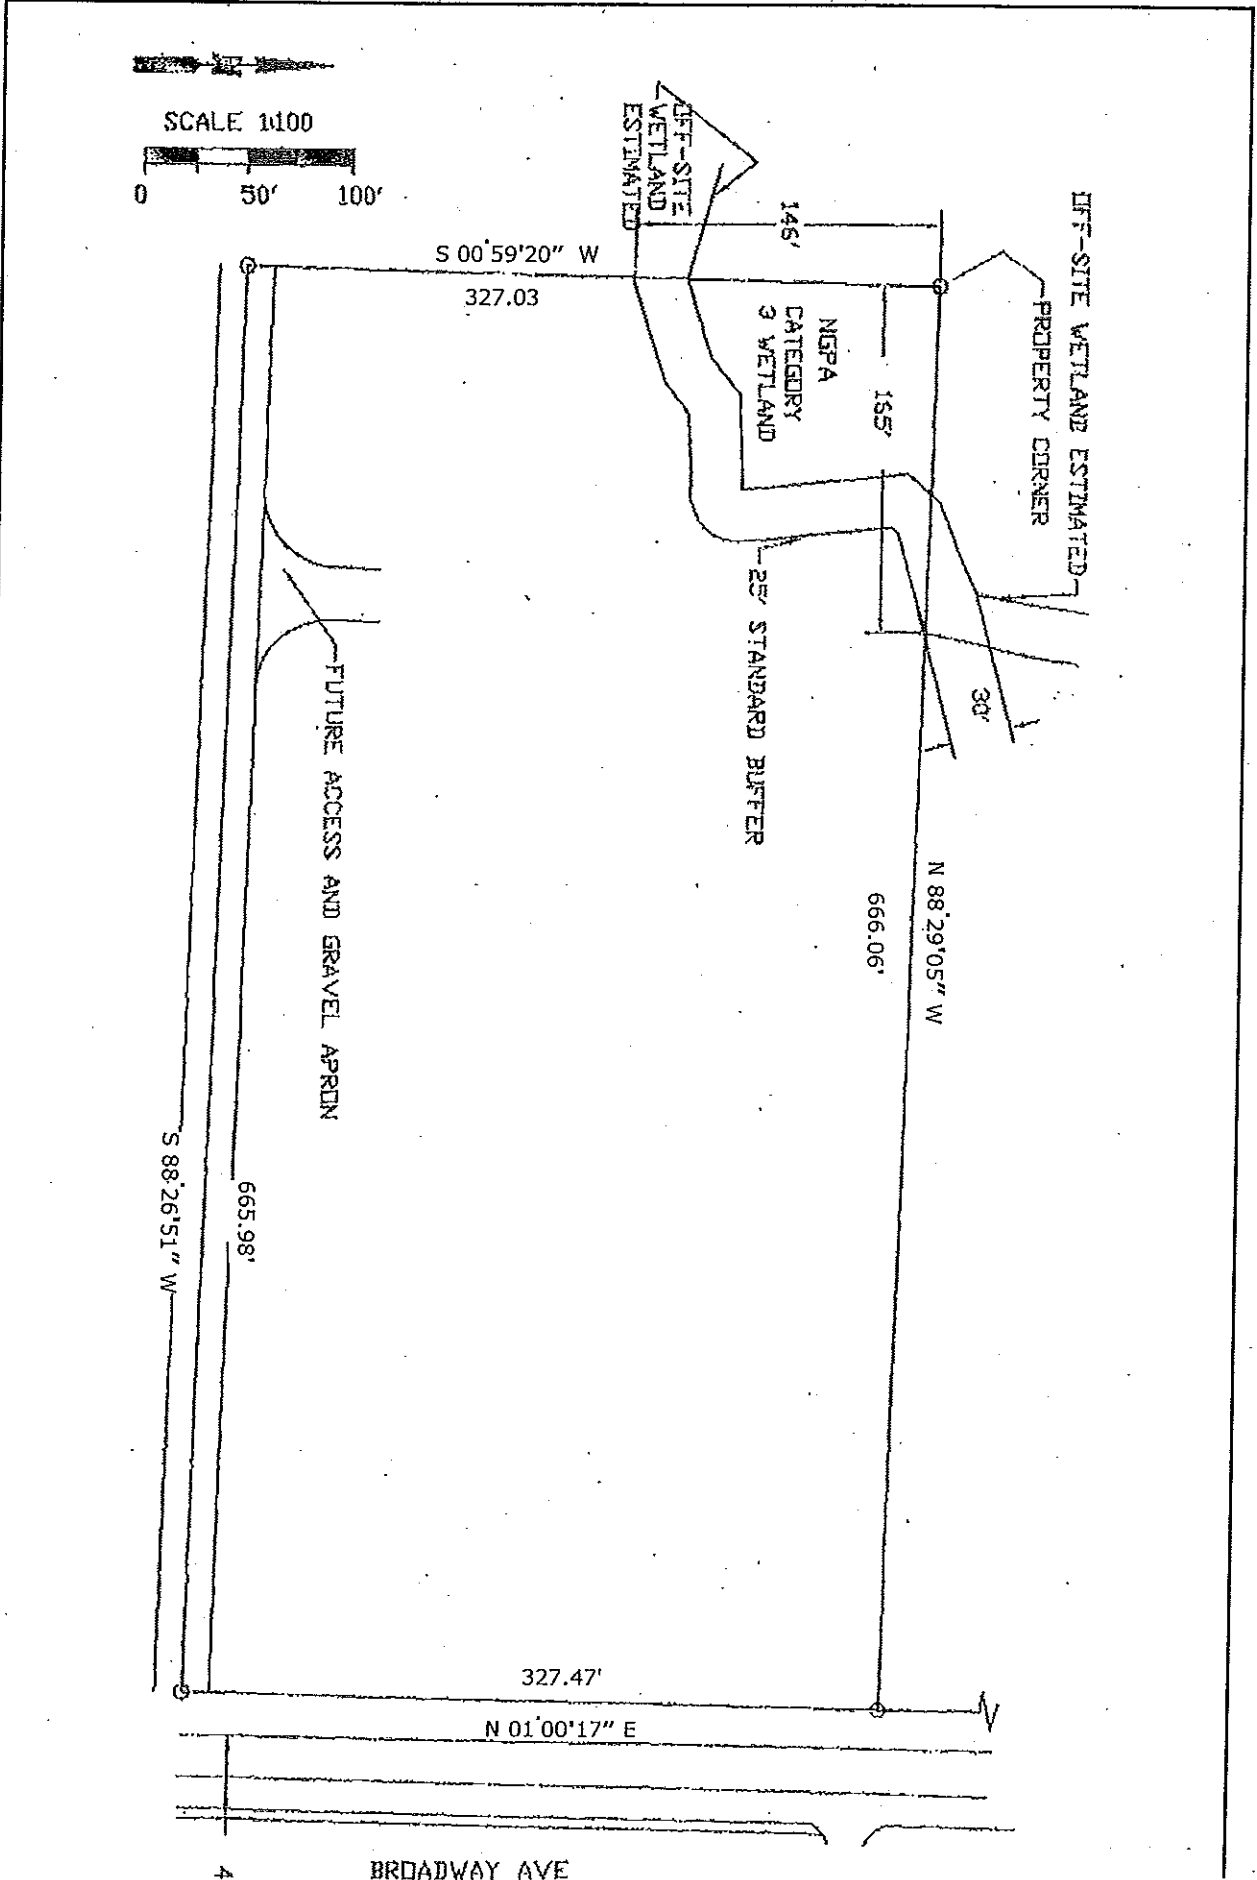 SCALE 1:100
0 50' 100'
OFF-SITE
WETLAND
ESTIMATED
146'
OFF-SITE WETLAND ESTIMATED
PROPERTY CORNER
S 00°59'20" W
327.03
NGPA
CATEGORY
3 WETLAND
165'
25' STANDARD BUFFER
30'
FUTURE ACCESS AND GRAVEL APRON
N 88°29'05" W
666.06'
665.98'
S 88°26'51" W
327.47'
N 01°00'17" E
BROADWAY AVE
4